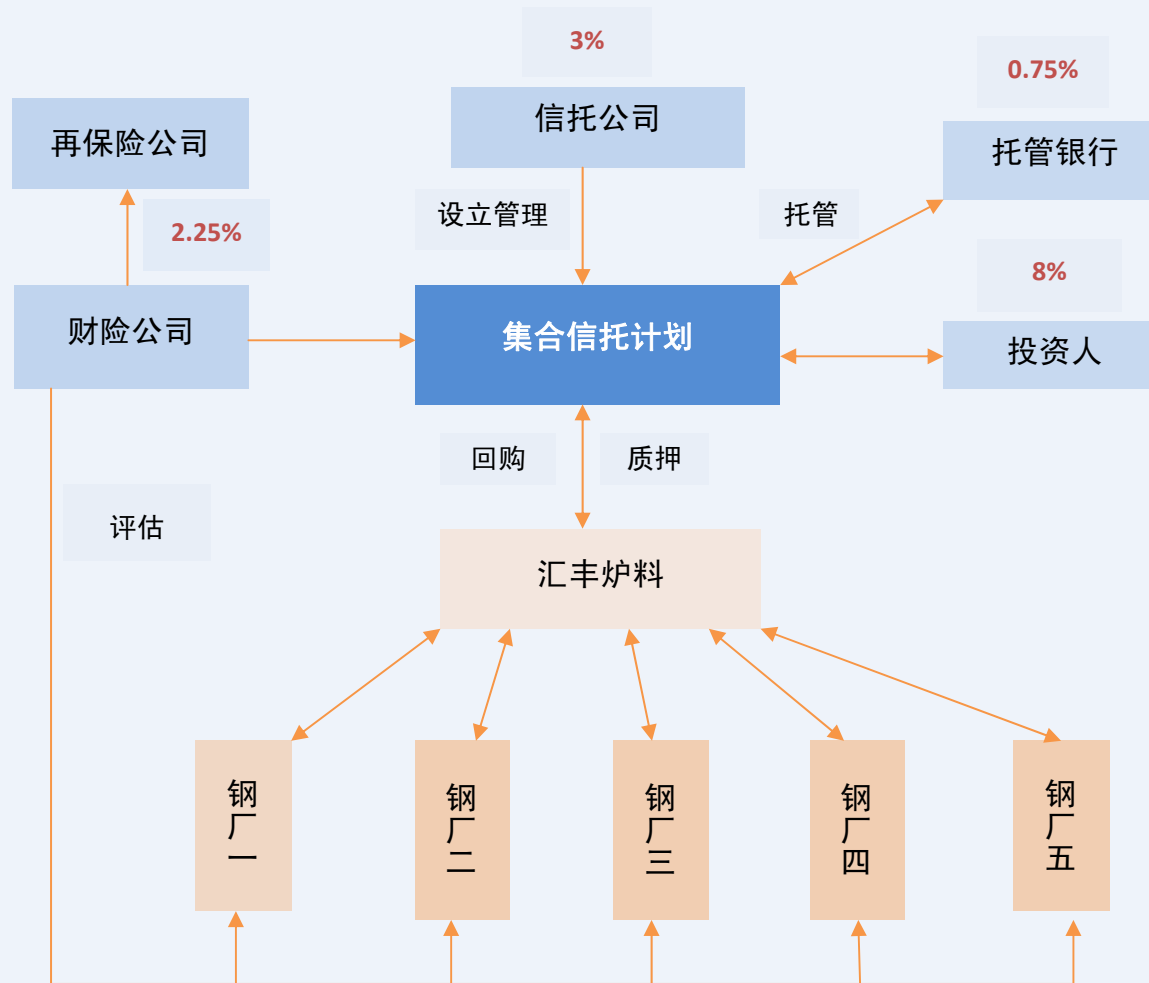 3%
0.75%
信托公司
再保险公司
托管银行
设立管理
托管
2.25%
8%
财险公司
集合信托计划
投资人
回购
质押
评估
汇丰炉料
钢厂一
钢厂二
钢厂三
钢厂四
钢厂五